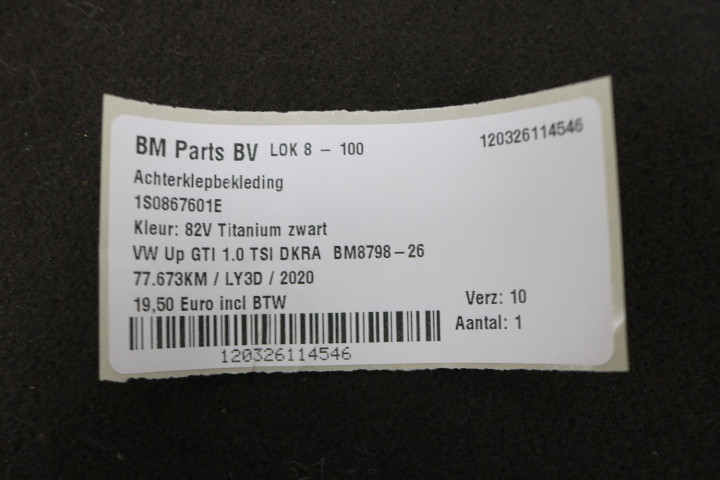 BM Parts BV LOK 8 - 100 120326114546
Achterklepbekleding
1S0867601E
Kleur: 82V Titanium zwart
VW Up GTI 1.0 TSI DKRA BM8798-26
77.673KM / LY3D / 2020
19,50 Euro incl BTW Verz: 10
Aantal: 1
120326114546